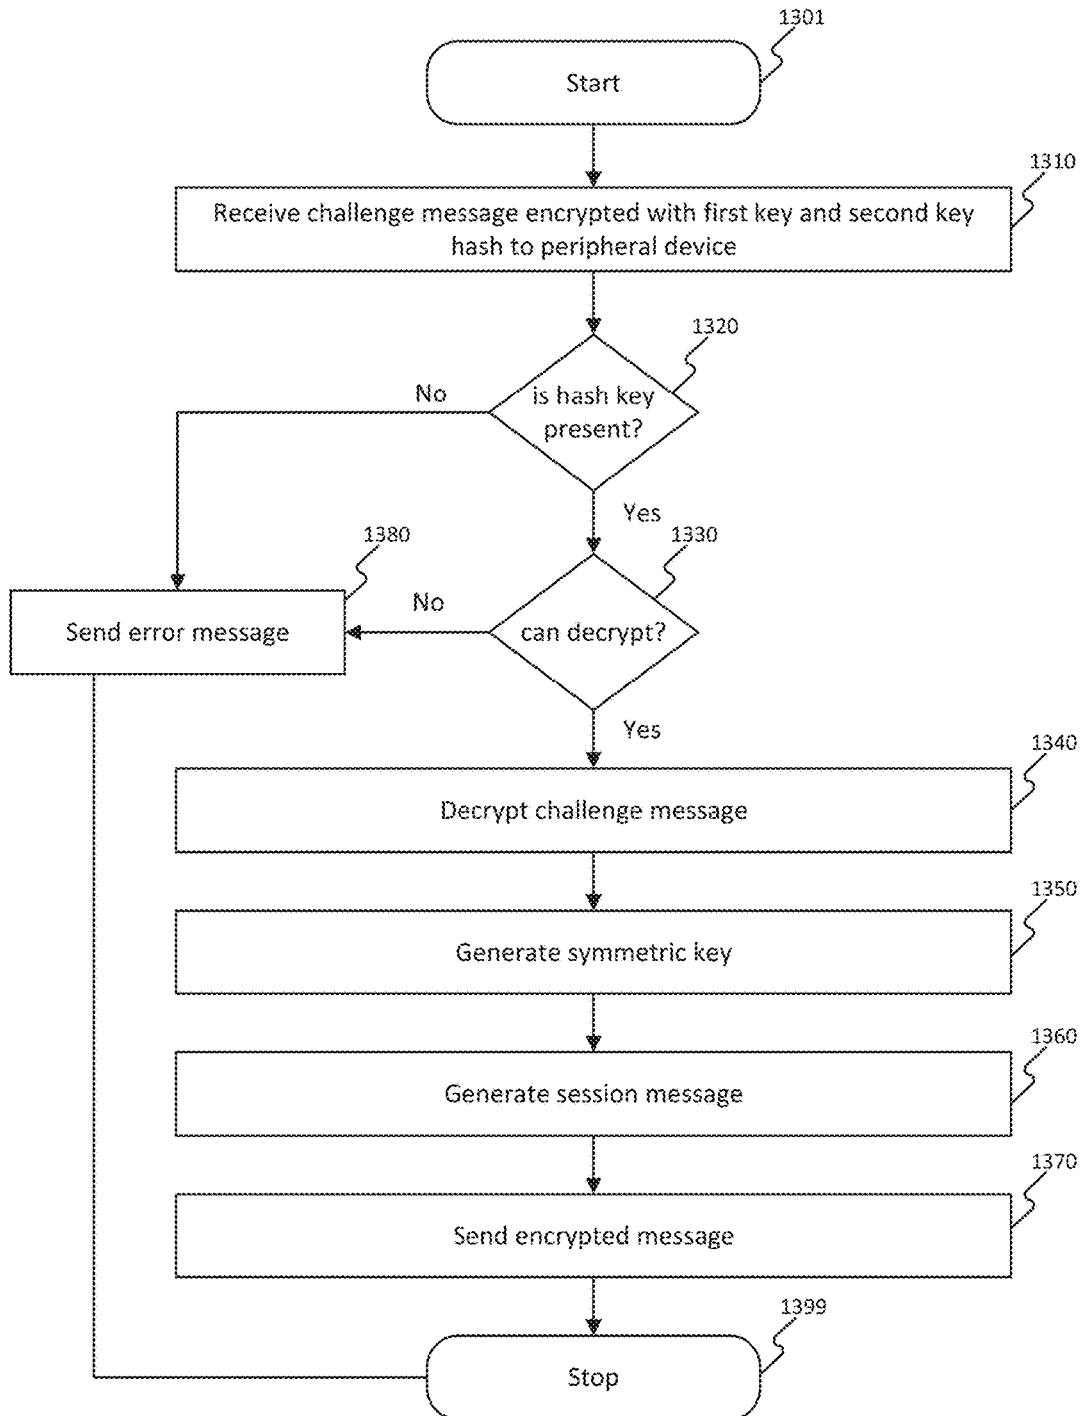 1301
Start
1310
Receive challenge message encrypted with first key and second key
hash to peripheral device
1320
No
is hash key
present?
Yes
1380
1330
No
Send error message
can decrypt?
Yes
1340
Decrypt challenge message
1350
Generate symmetric key
1360
Generate session message
1370
Send encrypted message
1399
Stop